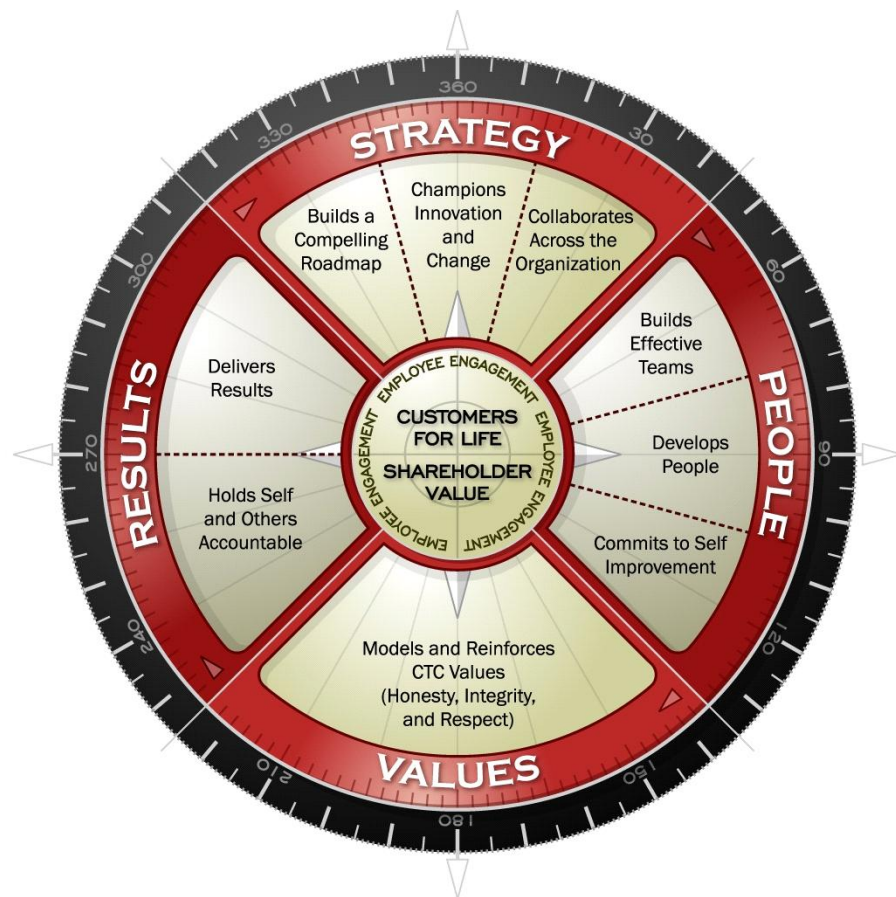 360
30
60
90
120
150
180
210
240
270
300
330
STRATEGY
Builds a
Compelling
Roadmap
Champions
Innovation
and
Change
Collaborates
Across the
Organization
PEOPLE
Builds
Effective
Teams
Develops
People
Commits to Self
Improvement
VALUES
Models and Reinforces
CTC Values
(Honesty, Integrity,
and Respect)
RESULTS
Delivers
Results
Holds Self
and Others
Accountable
EMPLOYEE ENGAGEMENT
EMPLOYEE ENGAGEMENT
EMPLOYEE ENGAGEMENT
CUSTOMERS
FOR LIFE
SHAREHOLDER
VALUE